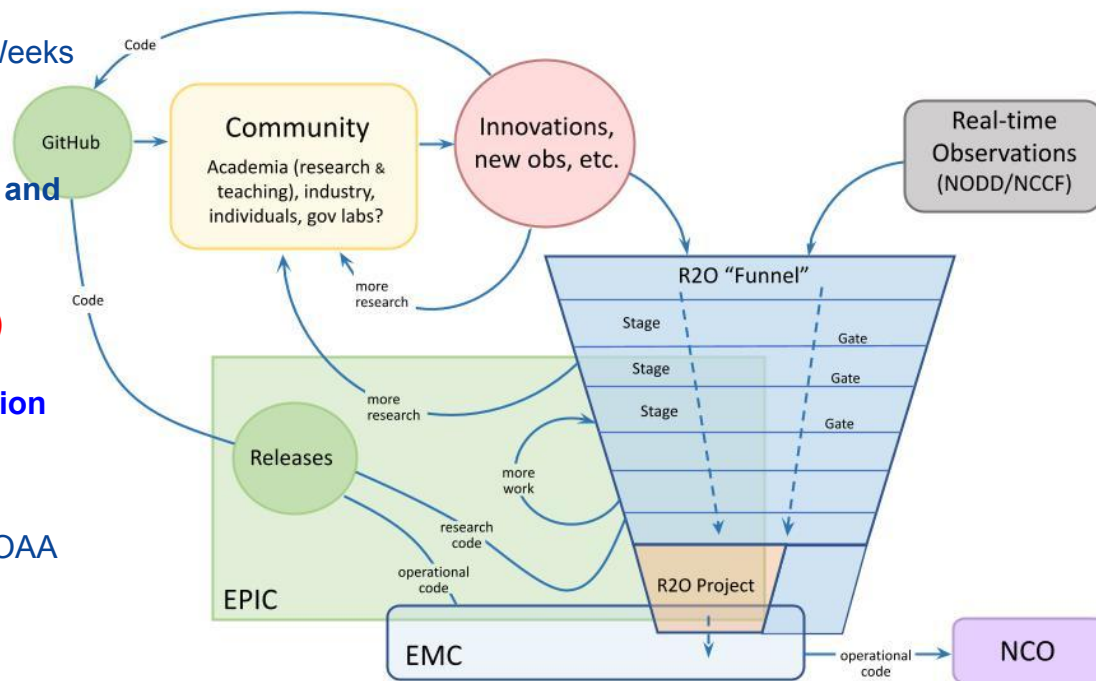 Weeks
and
)
ion
OAA
Code
GitHub
Community
Academia (research &
teaching), industry,
individuals, gov labs?
Innovations,
new obs, etc.
Real-time
Observations
(NODD/NCCF)
more
research
Code
R2O “Funnel”
Stage
Gate
Stage
Gate
Stage
Gate
more
research
Releases
more
work
research
code
operational
code
R2O Project
EPIC
EMC
operational
code
NCO